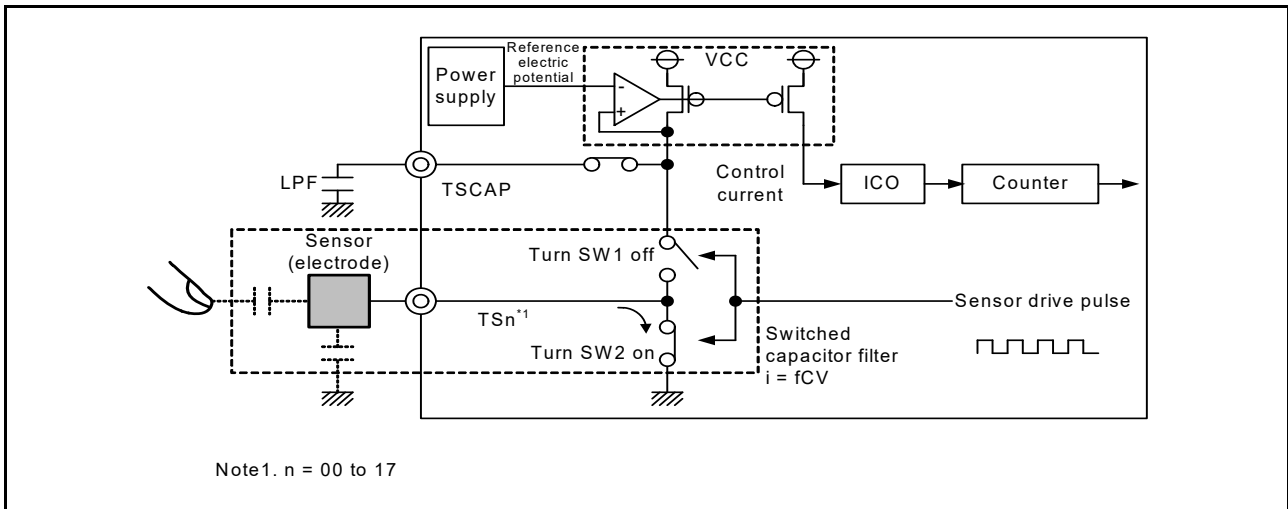 Power
supply
Reference
electric
potential
VCC
-
+
LPF
TSCAP
Control
current
ICO
Counter
Sensor
(electrode)
Turn SW1 off
TSn*1
Turn SW2 on
Sensor drive pulse
Switched
capacitor filter
i = fCV
Note1. n = 00 to 17